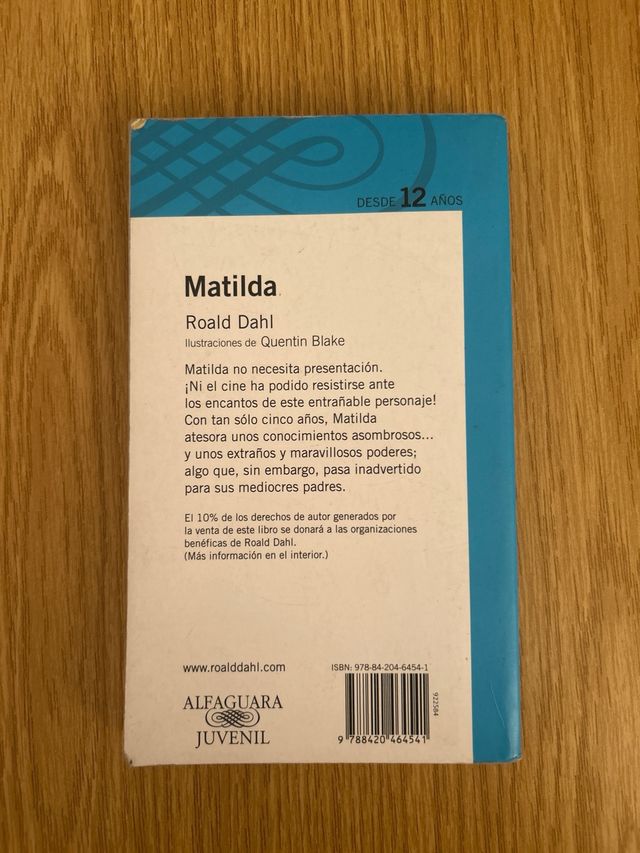 DESDE 12 AÑOS
Matilda
Roald Dahl
Ilustraciones de Quentin Blake
Matilda no necesita presentación.
¡Ni el cine ha podido resistirse ante
los encantos de este entrañable personaje!
Con tan sólo cinco años, Matilda
atesora unos conocimientos asombrosos...
y unos extraños y maravillosos poderes;
algo que, sin embargo, pasa inadvertido
para sus mediocres padres.
El 10% de los derechos de autor generados por
la venta de este libro se donará a las organizaciones
benéficas de Roald Dahl.
(Más información en el interior.)
www.roalddahl.com
ALFAGUARA
JUVENIL
ISBN: 978-84-204-6454-1
922584
9 788420 464541